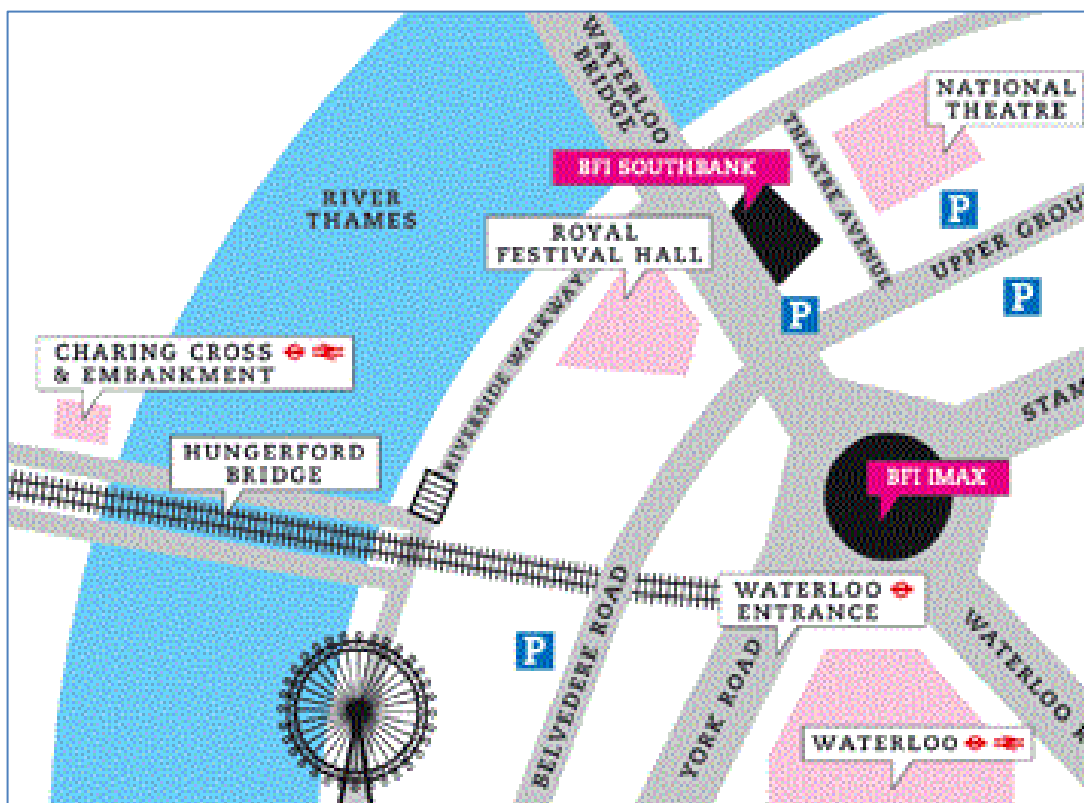 WATERLOO
BRIDGE
NATIONAL
THEATRE
THEATRE AVENUE
BFI SOUTHBANK
RIVER
THAMES
ROYAL
FESTIVAL HALL
P
UPPER GROU
P
P
RIVERSIDE WALKWAY
CHARING CROSS
& EMBANKMENT
STAM
HUNGERFORD
BRIDGE
BFI IMAX
WATERLOO
ENTRANCE
P
BELVEDERE ROAD
YORK ROAD
WATERLOO R
WATERLOO